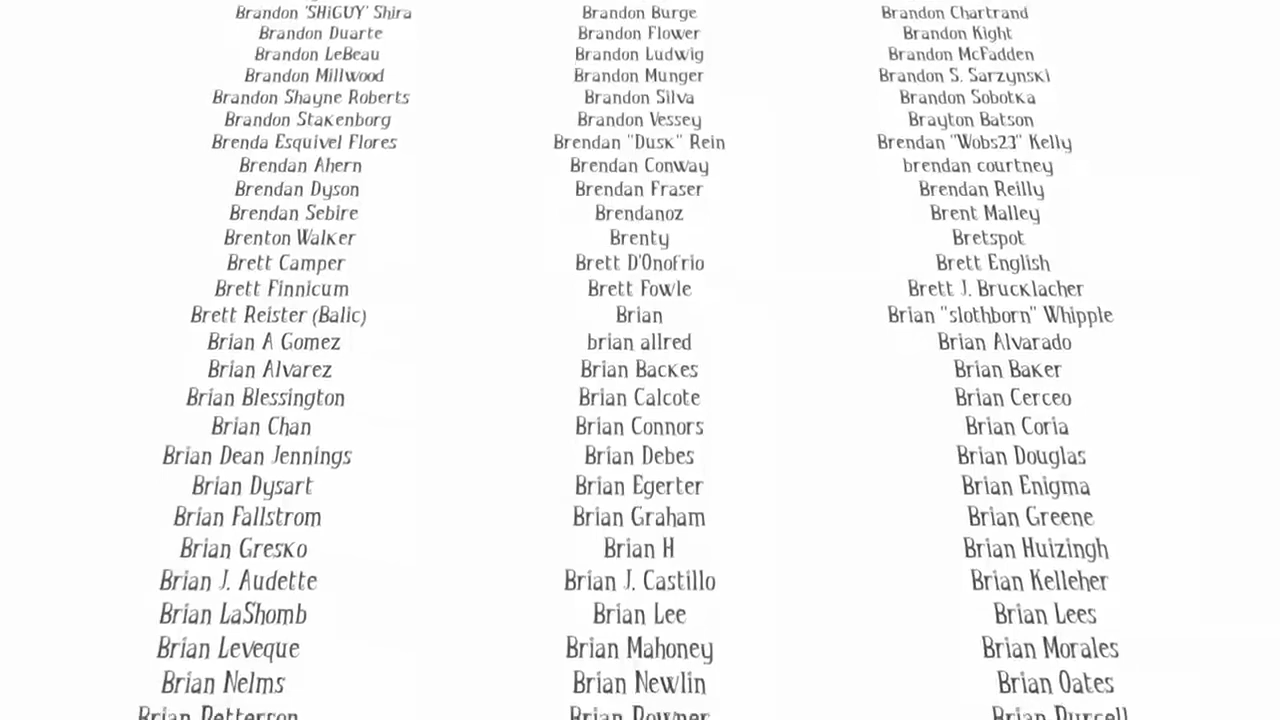 Brandon 'SHiGUY' Shira Brandon Burge Brandon Chartrand
Brandon Duarte Brandon Flower Brandon Kight
Brandon LeBeau Brandon Ludwig Brandon McFadden
Brandon Millwood Brandon Munger Brandon S. Sarzynski
Brandon Shayne Roberts Brandon Silva Brandon Sobotka
Brandon Stakenborg Brandon Vessey Brayton Batson
Brenda Esquivel Flores Brendan "Dusk" Rein Brendan "Wobs23" Kelly
Brendan Ahern Brendan Conway brendan courtney
Brendan Dyson Brendan Fraser Brendan Reilly
Brendan Sebire Brendanoz Brent Malley
Brenton Walker Brenty Bretspot
Brett Camper Brett D'Onofrio Brett English
Brett Finnicum Brett Fowle Brett J. Brucklacher
Brett Reister (Balic) Brian Brian "slothborn" Whipple
Brian A Gomez brian allred Brian Alvarado
Brian Alvarez Brian Backes Brian Baker
Brian Blessington Brian Calcote Brian Cerceo
Brian Chan Brian Connors Brian Coria
Brian Dean Jennings Brian Debes Brian Douglas
Brian Dysart Brian Egerter Brian Enigma
Brian Fallstrom Brian Graham Brian Greene
Brian Gresko Brian H Brian Huizingh
Brian J. Audette Brian J. Castillo Brian Kelleher
Brian LaShomb Brian Lee Brian Lees
Brian Leveque Brian Mahoney Brian Morales
Brian Nelms Brian Newlin Brian Oates
Brian Brian Brian